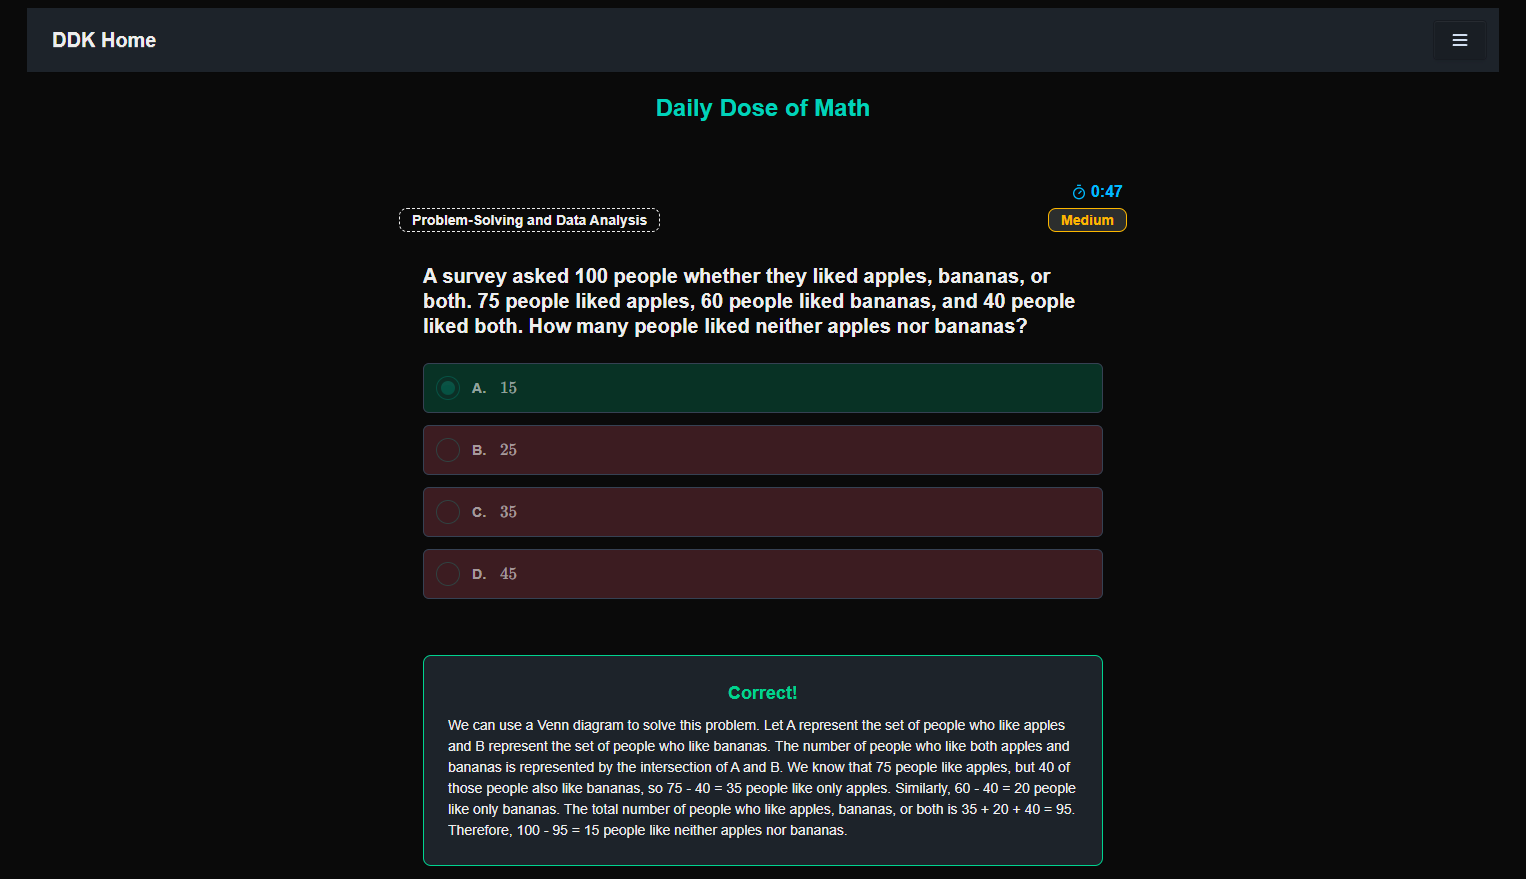 DDK Home
Daily Dose of Math
0:47
Problem-Solving and Data Analysis
Medium
A survey asked 100 people whether they liked apples, bananas, or
both. 75 people liked apples, 60 people liked bananas, and 40 people
liked both. How many people liked neither apples nor bananas?
A. 15
B. 25
C. 35
D. 45
Correct!
We can use a Venn diagram to solve this problem. Let A represent the set of people who like apples
and B represent the set of people who like bananas. The number of people who like both apples and
bananas is represented by the intersection of A and B. We know that 75 people like apples, but 40 of
those people also like bananas, so 75 - 40 = 35 people like only apples. Similarly, 60 - 40 = 20 people
like only bananas. The total number of people who like apples, bananas, or both is 35 + 20 + 40 = 95.
Therefore, 100 - 95 = 15 people like neither apples nor bananas.